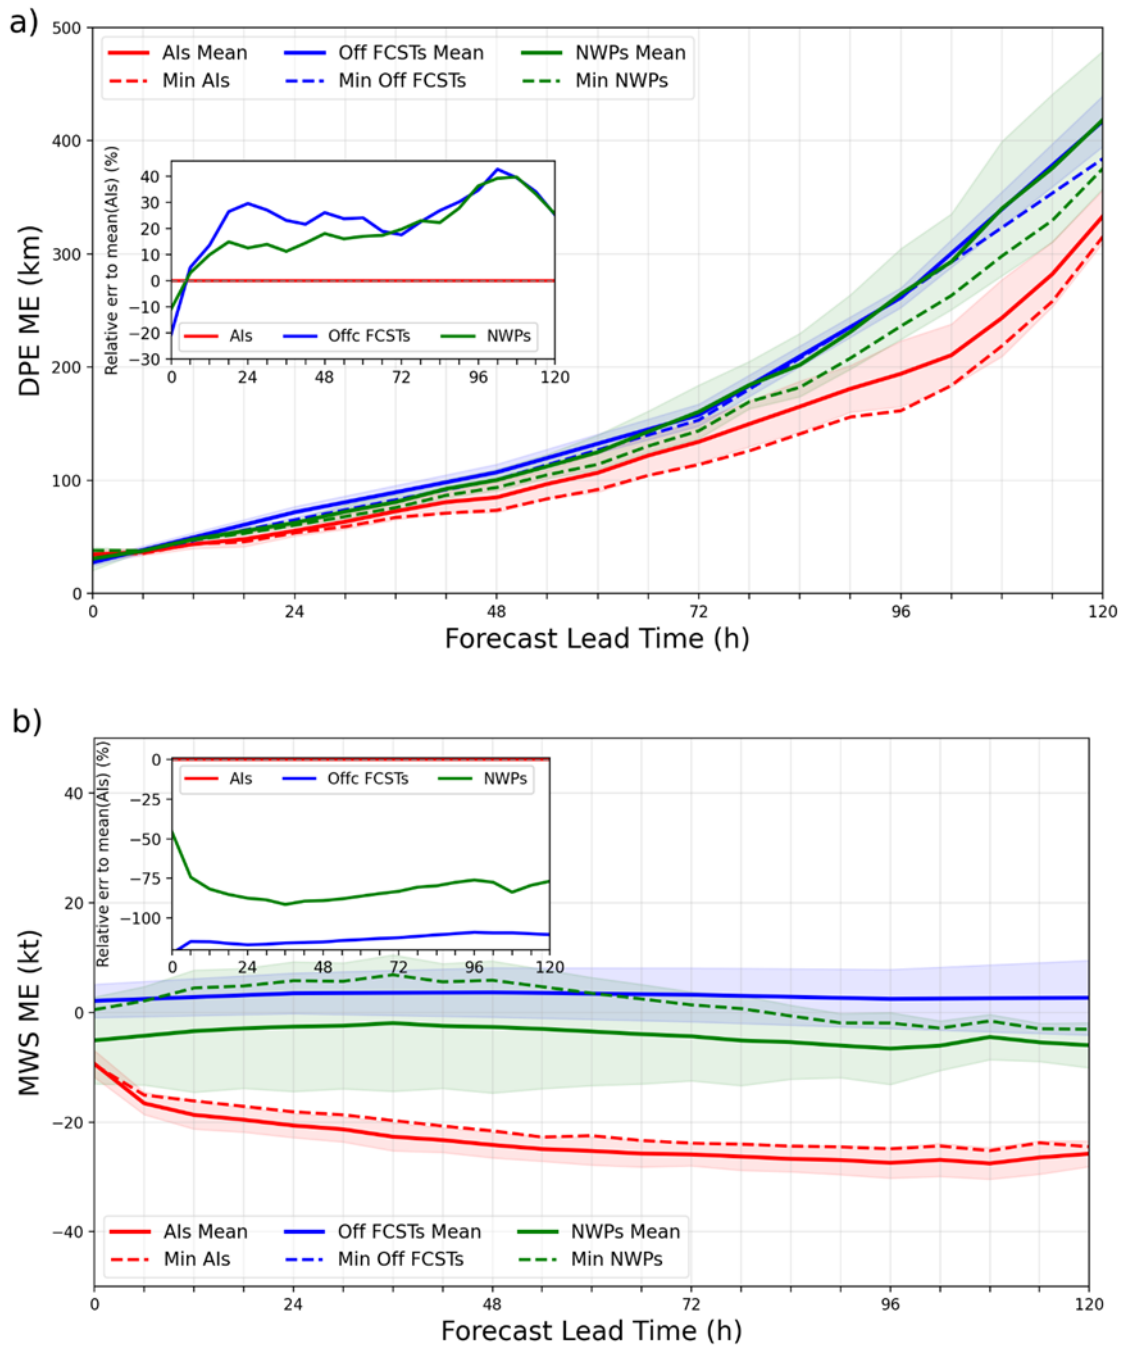 a)
AIs Mean Off FCSTs Mean NWPs Mean
Min AIs Min Off FCSTs Min NWPs
DPE ME (km)
500
400
300
200
100
0
Relative err to mean(AIs) (%)
40
30
20
10
0
−10
−20
−30
AIs Offc FCSTs NWPs
0 24 48 72 96 120
0 24 48 72 96 120
Forecast Lead Time (h)
b)
MWS ME (kt)
40
20
0
−20
−40
Relative err to mean(AIs) (%)
0
−25
−50
−75
−100
AIs Offc FCSTs NWPs
0 24 48 72 96 120
AIs Mean Off FCSTs Mean NWPs Mean
Min AIs Min Off FCSTs Min NWPs
0 24 48 72 96 120
Forecast Lead Time (h)